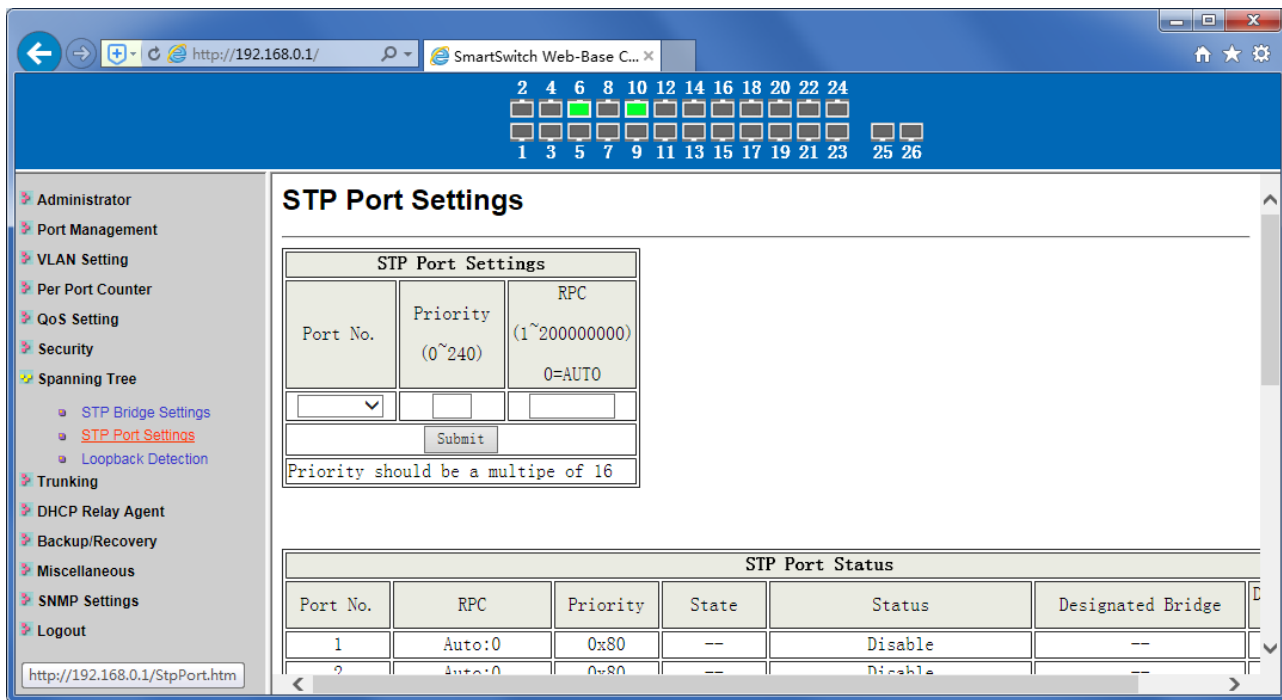 http://192.168.0.1/
SmartSwitch Web-Base C...
2 4 6 8 10 12 14 16 18 20 22 24
1 3 5 7 9 11 13 15 17 19 21 23 25 26
Administrator
Port Management
VLAN Setting
Per Port Counter
QoS Setting
Security
Spanning Tree
STP Bridge Settings
STP Port Settings
Loopback Detection
Trunking
DHCP Relay Agent
Backup/Recovery
Miscellaneous
SNMP Settings
Logout
http://192.168.0.1/StpPort.htm
STP Port Settings
STP Port Settings
Port No.
Priority
(0~240)
RPC
(1~200000000)
0=AUTO
Submit
Priority should be a multipe of 16
STP Port Status
Port No. RPC Priority State Status Designated Bridge D
1 Auto:0 0x80 -- Disable --
2 Auto:0 0x80 -- Disable --